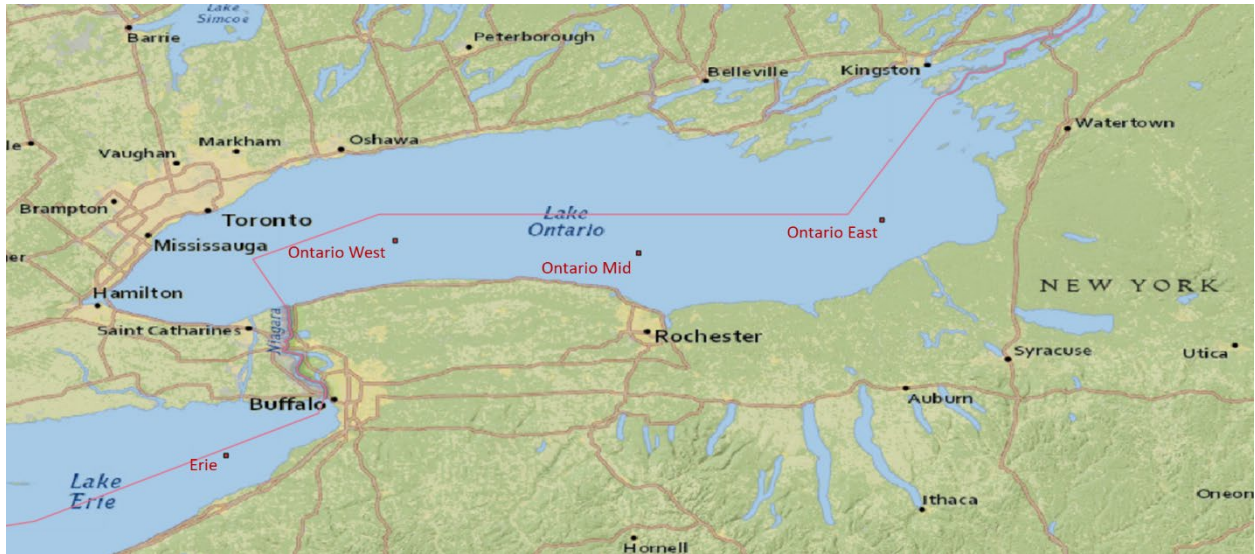 Lake
Simcoe
Barrie
Peterborough
Belleville
Kingston
Watertown
Markham
Oshawa
le
Vaughan
Brampton
Toronto
Mississauga
er
Lake
Ontario
Ontario West
Ontario Mid
Ontario East
Hamilton
NEW YORK
Saint Catharines
Niagara
Rochester
Syracuse
Utica
Buffalo
Auburn
Erie
Lake
Erie
Ithaca
Oneon
Hornell